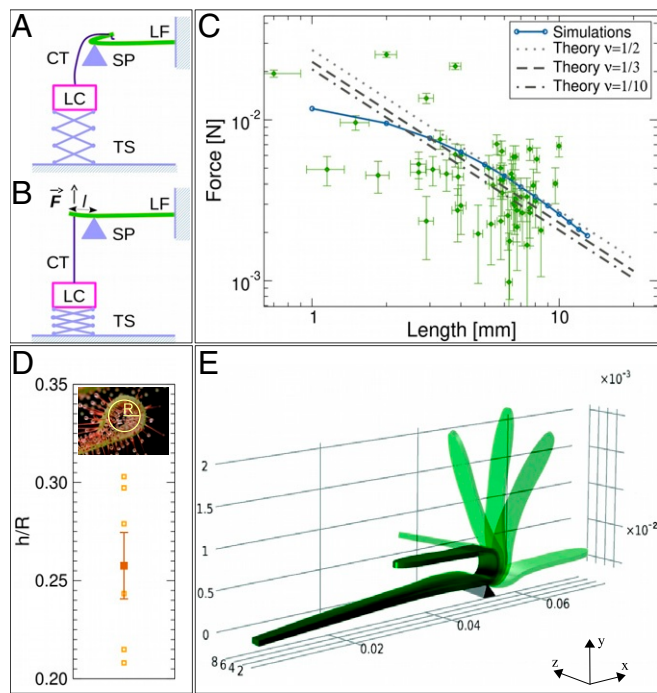 A
LF
CT
SP
LC
TS
B
F l
LF
SP
CT
LC
TS
C
Simulations
Theory ν=1/2
Theory ν=1/3
Theory ν=1/10
Force [N]
10⁻²
10⁻³
1
10
Length [mm]
D
0.35
R
0.30
h/R
0.25
0.20
E
×10⁻³
2
1.5
1
×10⁻²
0.5
0
0.06
0.04
0.02
8 6 4 2
y
z
x